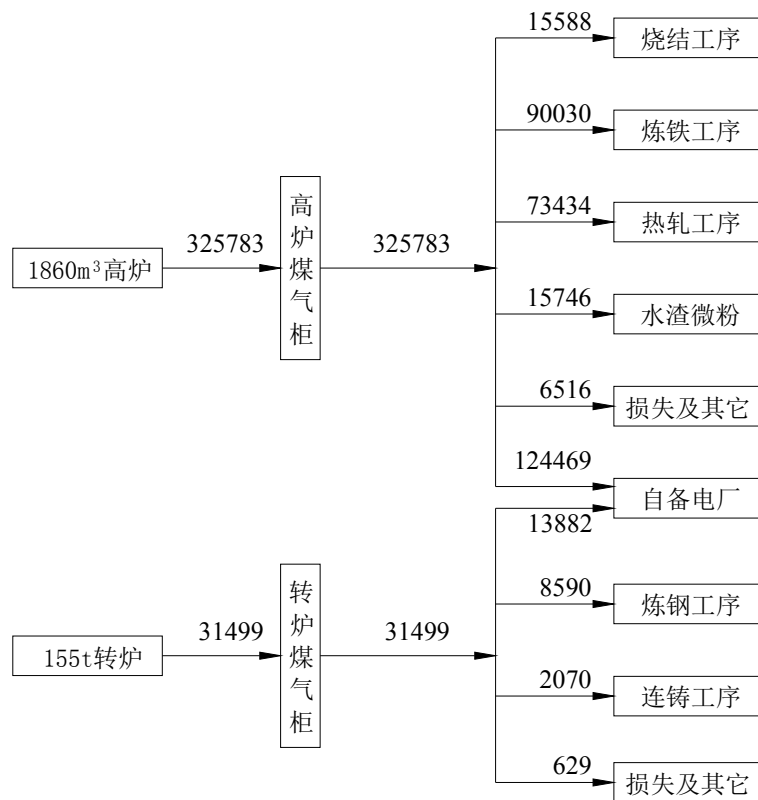 15588
烧结工序
90030
炼铁工序
73434
热轧工序
1860m³高炉
325783
高炉煤气柜
325783
15746
水渣微粉
6516
损失及其它
124469
自备电厂
13882
155t转炉
31499
转炉煤气柜
31499
8590
炼钢工序
2070
连铸工序
629
损失及其它